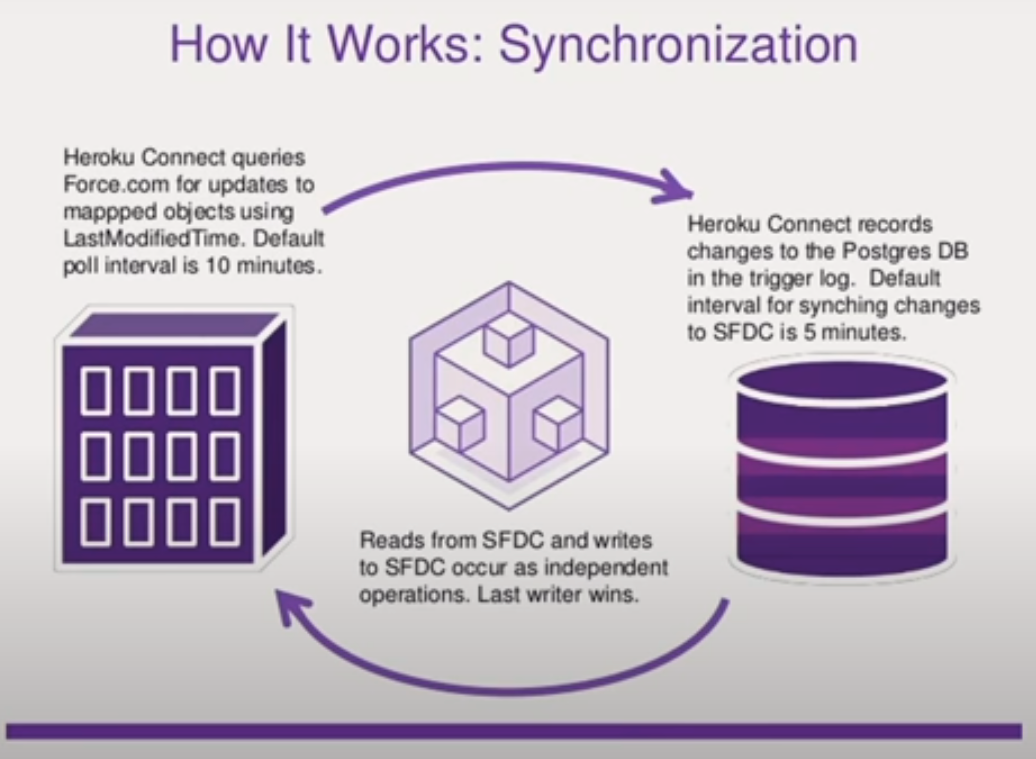 How It Works: Synchronization
Heroku Connect queries
Force.com for updates to
mappped objects using
LastModifiedTime. Default
poll interval is 10 minutes.
Heroku Connect records
changes to the Postgres DB
in the trigger log. Default
interval for synching changes
to SFDC is 5 minutes.
Reads from SFDC and writes
to SFDC occur as independent
operations. Last writer wins.